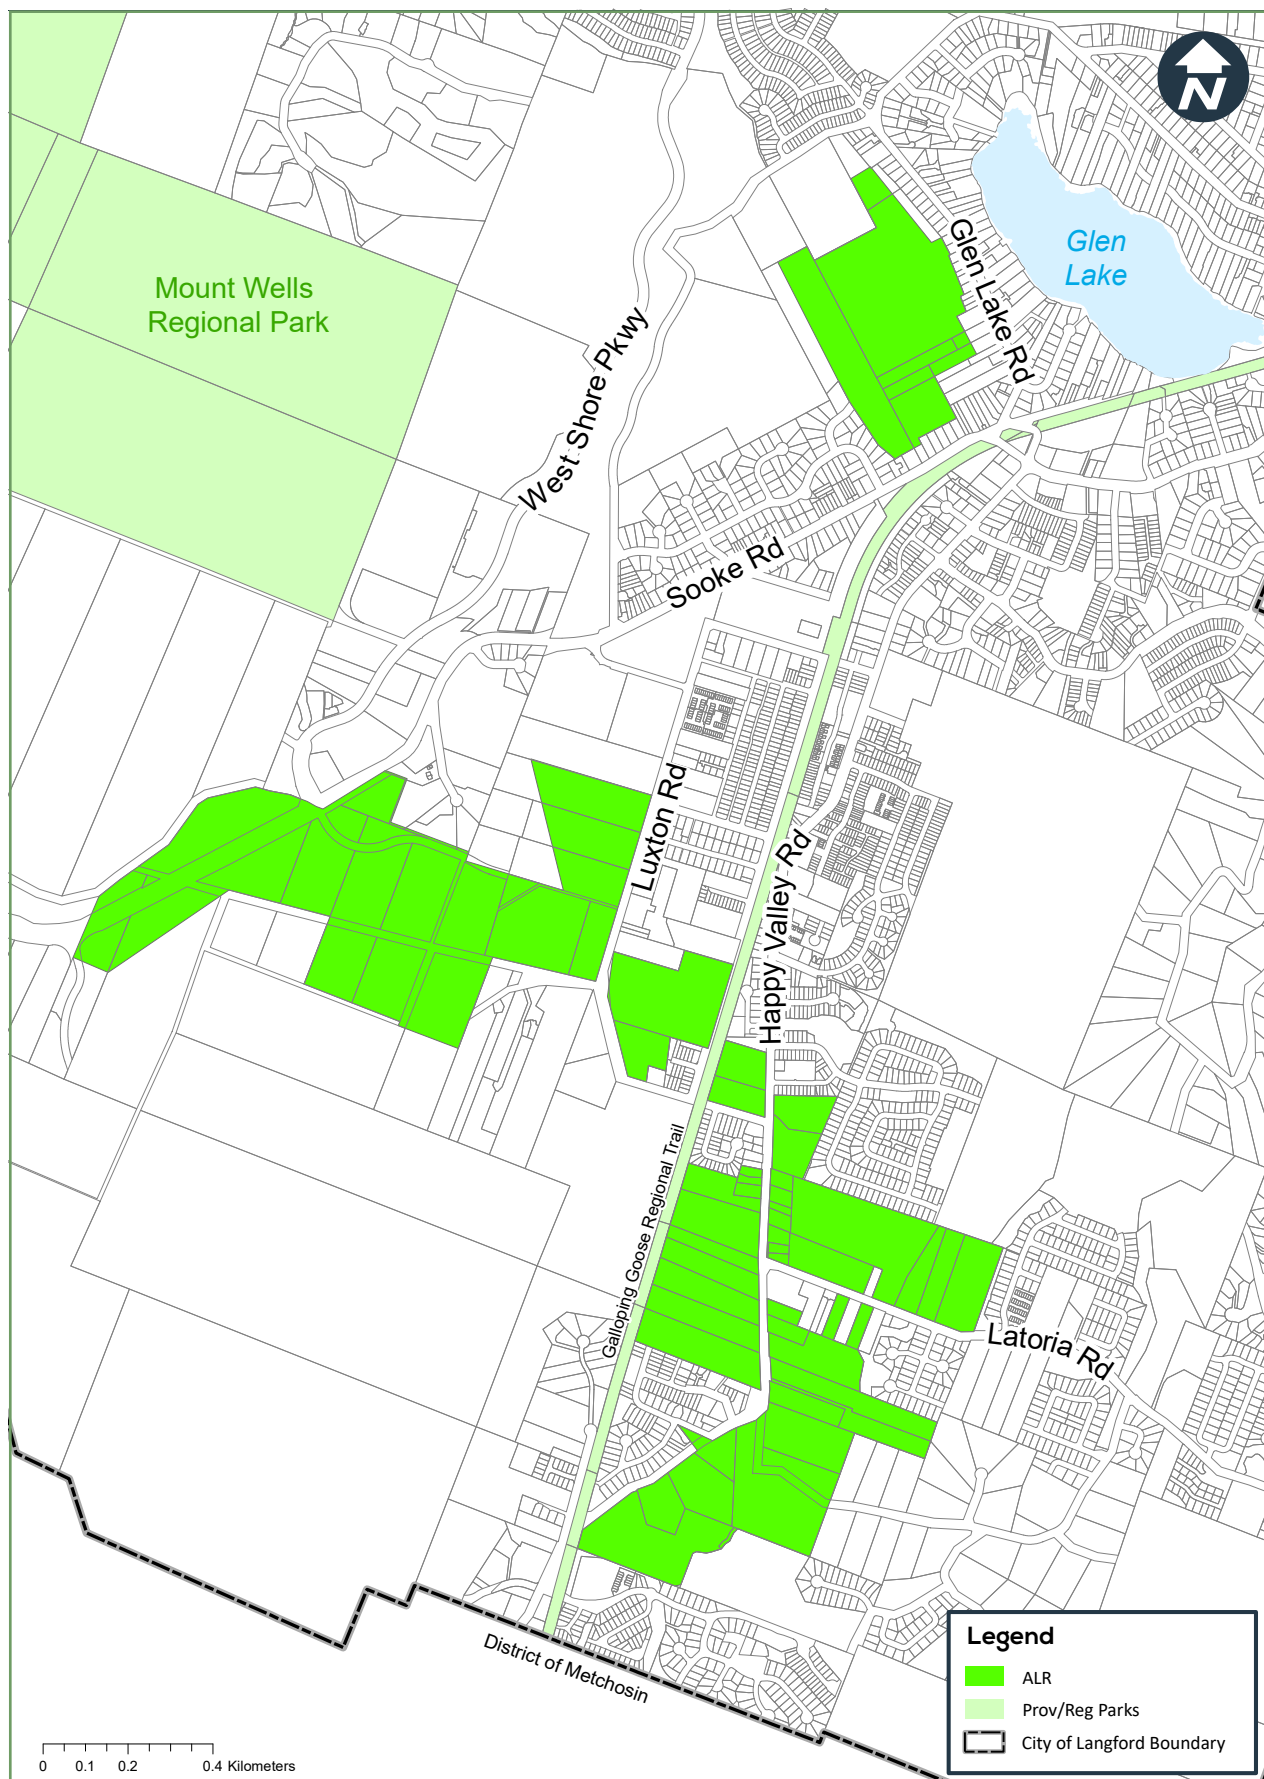 N
Glen
Lake
Glen Lake Rd
Mount Wells
Regional Park
West Shore Pkwy
Sooke Rd
Luxton Rd
Happy Valley Rd
Galloping Goose Regional Trail
Latoria Rd
District of Metchosin
Legend
ALR
Prov/Reg Parks
City of Langford Boundary
0 0.1 0.2 0.4 Kilometers